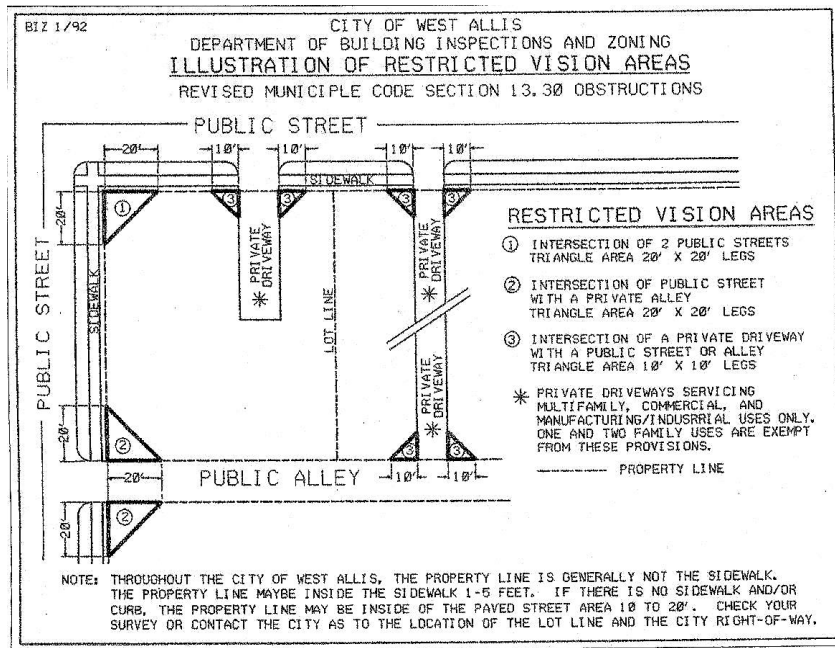 BIZ 1/92
CITY OF WEST ALLIS
DEPARTMENT OF BUILDING INSPECTIONS AND ZONING
ILLUSTRATION OF RESTRICTED VISION AREAS
REVISED MUNICIPLE CODE SECTION 13.30 OBSTRUCTIONS
PUBLIC STREET
20'
10'
10'
10'
10'
SIDEWALK
1
3
3
3
3
20'
PUBLIC STREET
SIDEWALK
* PRIVATE DRIVEWAY
LOT LINE
* PRIVATE DRIVEWAY
* PRIVATE DRIVEWAY
20'
2
3
3
20'
PUBLIC ALLEY
10'
10'
20'
2
RESTRICTED VISION AREAS
1 INTERSECTION OF 2 PUBLIC STREETS
TRIANGLE AREA 20' X 20' LEGS
2 INTERSECTION OF PUBLIC STREET
WITH A PRIVATE ALLEY
TRIANGLE AREA 20' X 20' LEGS
3 INTERSECTION OF A PRIVATE DRIVEWAY
WITH A PUBLIC STREET OR ALLEY
TRIANGLE AREA 10' X 10' LEGS
* PRIVATE DRIVEWAYS SERVICING
MULTIFAMILY, COMMERCIAL, AND
MANUFACTURING/INDUSRRIAL USES ONLY.
ONE AND TWO FAMILY USES ARE EXEMPT
FROM THESE PROVISIONS.
PROPERTY LINE
NOTE: THROUGHOUT THE CITY OF WEST ALLIS, THE PROPERTY LINE IS GENERALLY NOT THE SIDEWALK.
THE PROPERTY LINE MAYBE INSIDE THE SIDEWALK 1-5 FEET. IF THERE IS NO SIDEWALK AND/OR
CURB, THE PROPERTY LINE MAY BE INSIDE OF THE PAVED STREET AREA 10 TO 20'. CHECK YOUR
SURVEY OR CONTACT THE CITY AS TO THE LOCATION OF THE LOT LINE AND THE CITY RIGHT-OF-WAY.